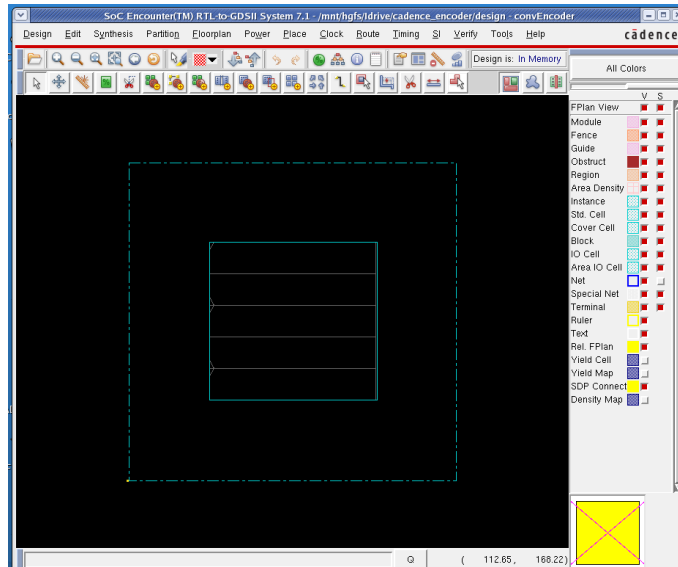 SoC Encounter(TM) RTL-to-GDSII System 7.1 - /mnt/hgfs/Idrive/cadence_encoder/design - convEncoder
Design Edit Synthesis Partition Floorplan Power Place Clock Route Timing SI Verify Tools Help cādence
Design is: In Memory
All Colors
V S
FPlan View
Module
Fence
Guide
Obstruct
Region
Area Density
Instance
Std. Cell
Cover Cell
Block
IO Cell
Area IO Cell
Net
Special Net
Terminal
Ruler
Text
Rel. FPlan
Yield Cell
Yield Map
SDP Connect
Density Map
Q ( 112.65, 168.22)